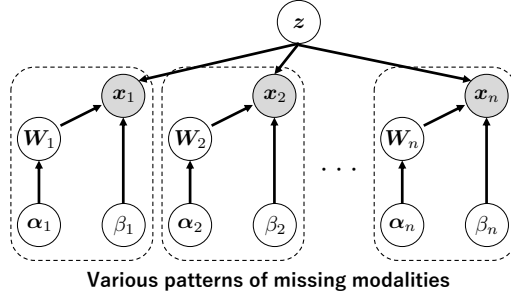 z
x₁ x₂ xₙ
W₁ W₂ . . . Wₙ
α₁ β₁ α₂ β₂ αₙ βₙ
Various patterns of missing modalities